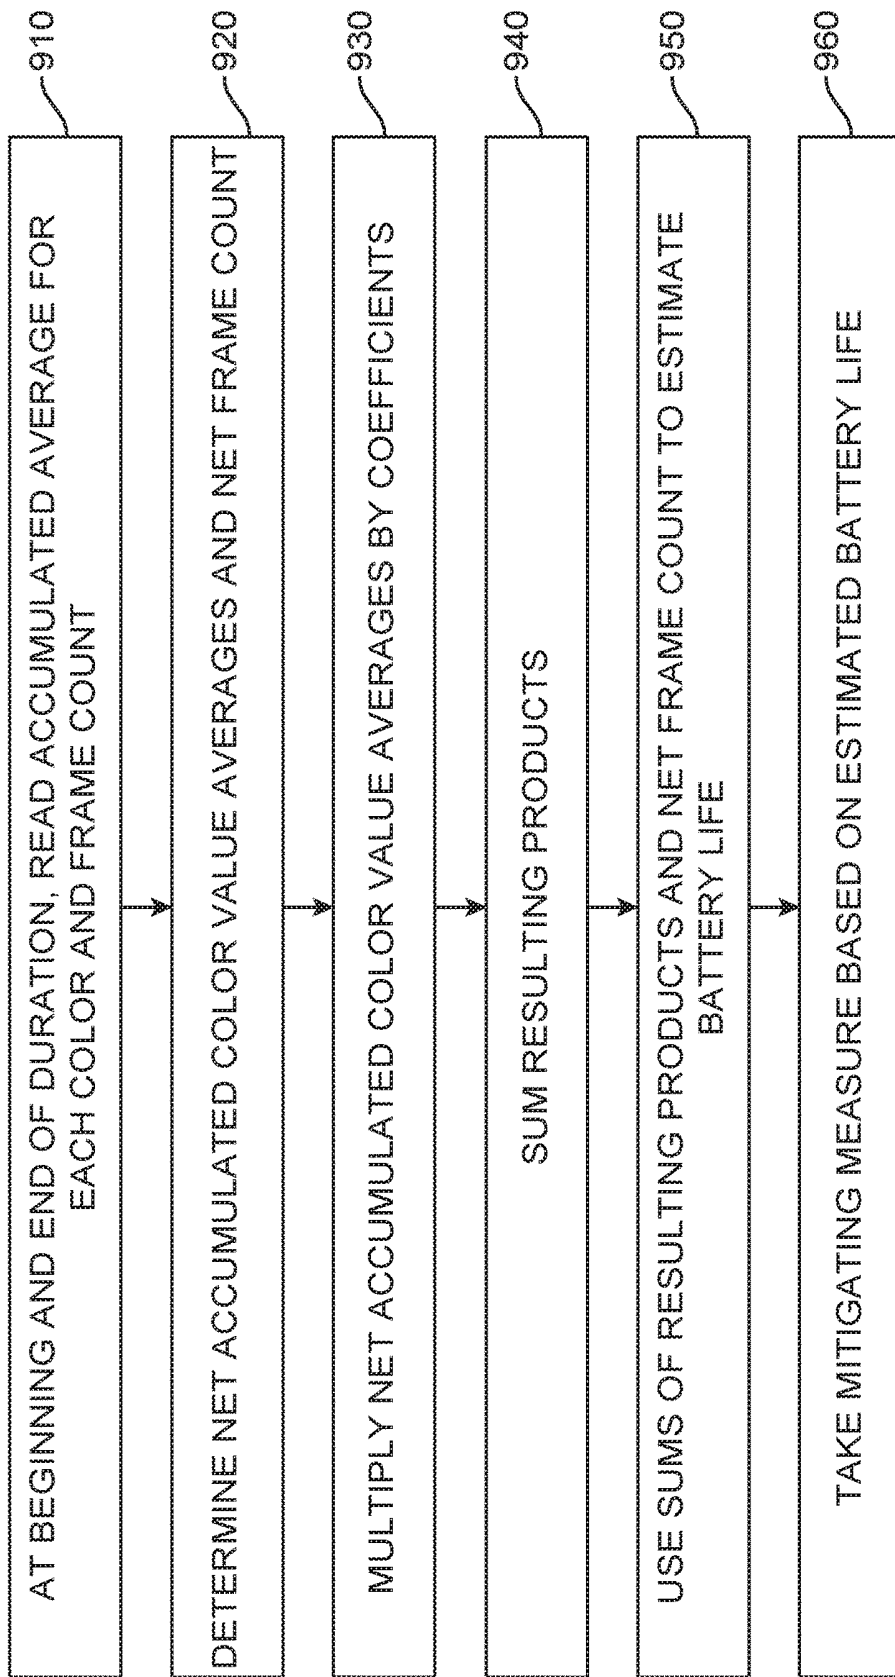 AT BEGINNING AND END OF DURATION, READ ACCUMULATED AVERAGE FOR
EACH COLOR AND FRAME COUNT
910
DETERMINE NET ACCUMULATED COLOR VALUE AVERAGES AND NET FRAME COUNT
920
MULTIPLY NET ACCUMULATED COLOR VALUE AVERAGES BY COEFFICIENTS
930
SUM RESULTING PRODUCTS
940
USE SUMS OF RESULTING PRODUCTS AND NET FRAME COUNT TO ESTIMATE
BATTERY LIFE
950
TAKE MITIGATING MEASURE BASED ON ESTIMATED BATTERY LIFE
960